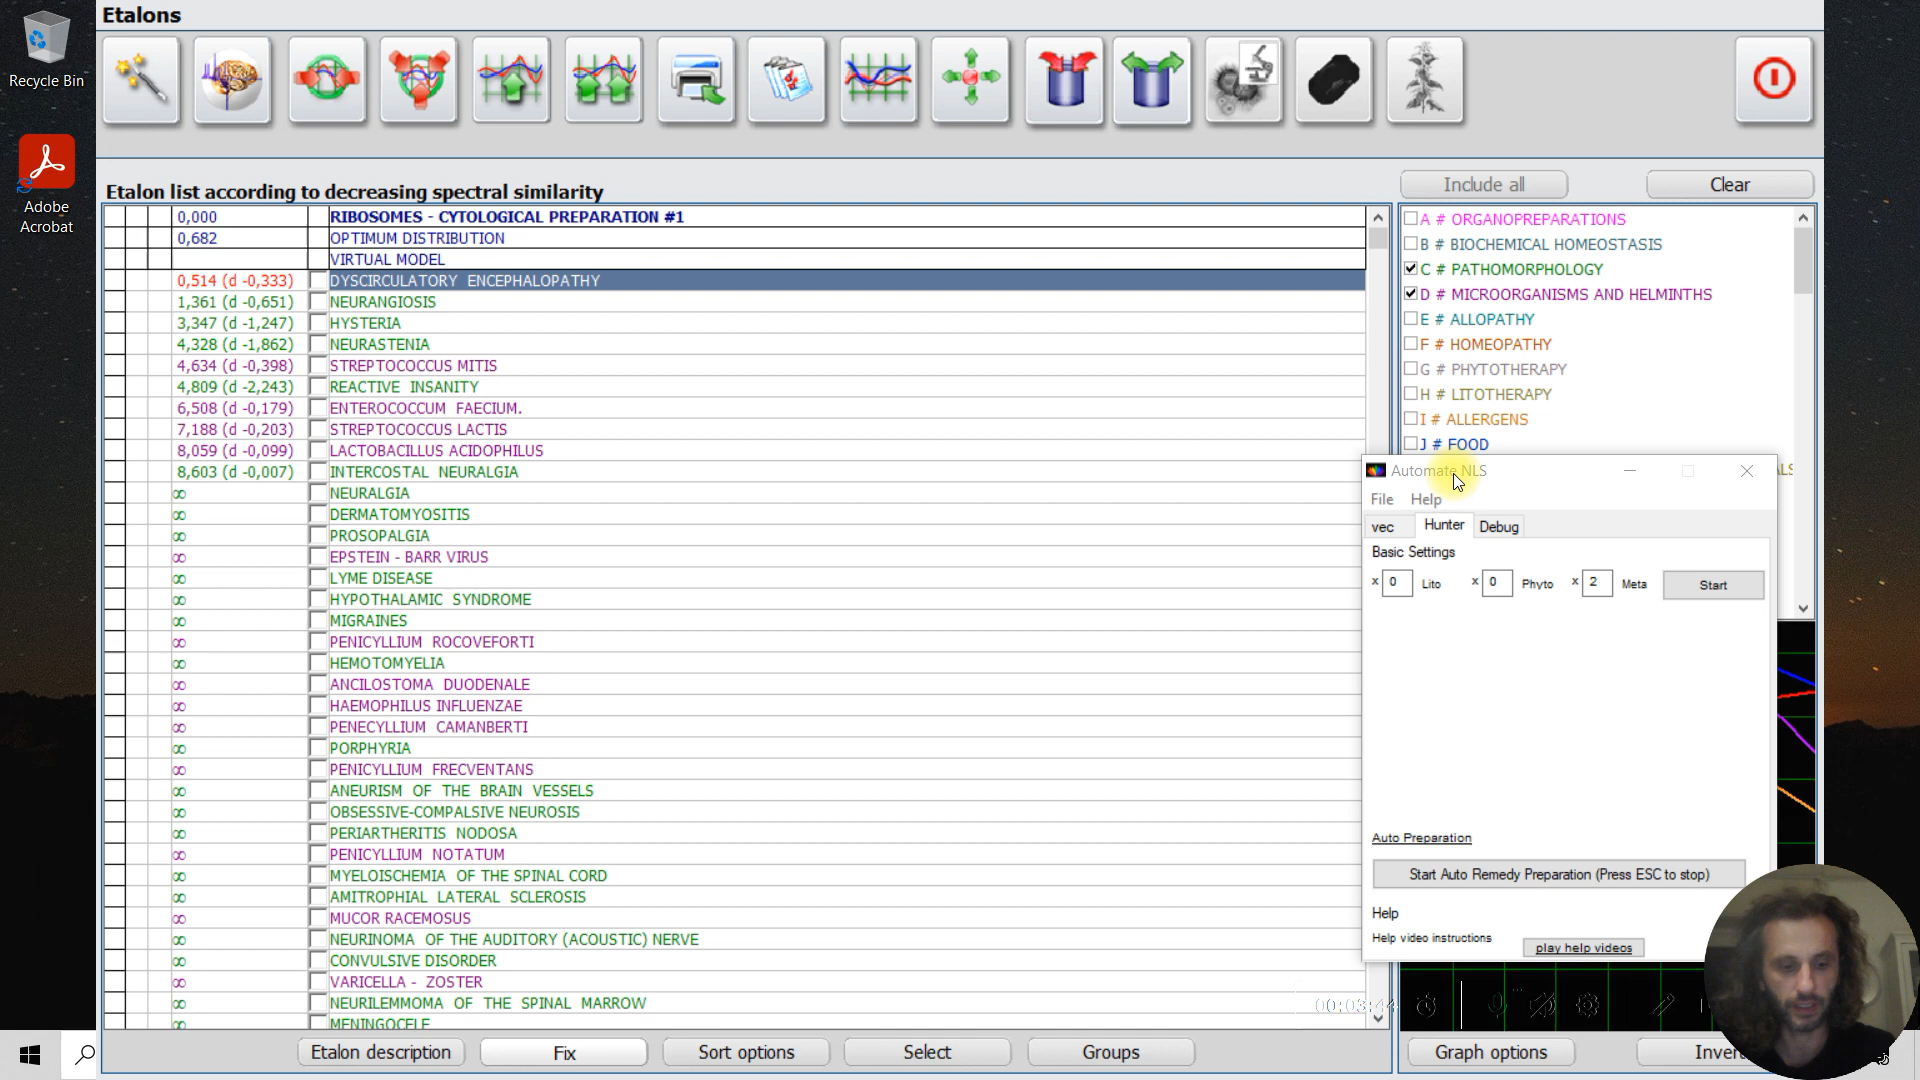 Etalons
Recycle Bin
Adobe
Acrobat
Etalon list according to decreasing spectral similarity
Include all
Clear
0,000 RIBOSOMES - CYTOLOGICAL PREPARATION #1
0,682 OPTIMUM DISTRIBUTION
VIRTUAL MODEL
0,514 (d -0,333) DYSCIRCULATORY ENCEPHALOPATHY
1,361 (d -0,651) NEURANGIOSIS
3,347 (d -1,247) HYSTERIA
4,328 (d -1,862) NEURASTENIA
4,634 (d -0,398) STREPTOCOCCUS MITIS
4,809 (d -2,243) REACTIVE INSANITY
6,508 (d -0,179) ENTEROCOCCUM FAECIUM.
7,188 (d -0,203) STREPTOCOCCUS LACTIS
8,059 (d -0,099) LACTOBACILLUS ACIDOPHILUS
8,603 (d -0,007) INTERCOSTAL NEURALGIA
∞ NEURALGIA
∞ DERMATOMYOSITIS
∞ PROSOPALGIA
∞ EPSTEIN - BARR VIRUS
∞ LYME DISEASE
∞ HYPOTHALAMIC SYNDROME
∞ MIGRAINES
∞ PENICYLLIUM ROCOVEFORTI
∞ HEMOTOMYELIA
∞ ANCILOSTOMA DUODENALE
∞ HAEMOPHILUS INFLUENZAE
∞ PENECYLLIUM CAMANBERTI
∞ PORPHYRIA
∞ PENICYLLIUM FRECVENTANS
∞ ANEURISM OF THE BRAIN VESSELS
∞ OBSESSIVE-COMPALSIVE NEUROSIS
∞ PERIARTHERITIS NODOSA
∞ PENICYLLIUM NOTATUM
∞ MYELOISCHEMIA OF THE SPINAL CORD
∞ AMITROPHIAL LATERAL SCLEROSIS
∞ MUCOR RACEMOSUS
∞ NEURINOMA OF THE AUDITORY (ACOUSTIC) NERVE
∞ CONVULSIVE DISORDER
∞ VARICELLA - ZOSTER
∞ NEURILEMMOMA OF THE SPINAL MARROW
∞ MENINGOCELE
A # ORGANOPREPARATIONS
B # BIOCHEMICAL HOMEOSTASIS
C # PATHOMORPHOLOGY
D # MICROORGANISMS AND HELMINTHS
E # ALLOPATHY
F # HOMEOPATHY
G # PHYTOTHERAPY
H # LITOTHERAPY
I # ALLERGENS
J # FOOD
Automate NLS
File Help
vec Hunter Debug
Basic Settings
x 0 Lito x 0 Phyto x 2 Meta Start
Auto Preparation
Start Auto Remedy Preparation (Press ESC to stop)
Help
Help video instructions play help videos
00:03:44
Etalon description
Fix
Sort options
Select
Groups
Graph options